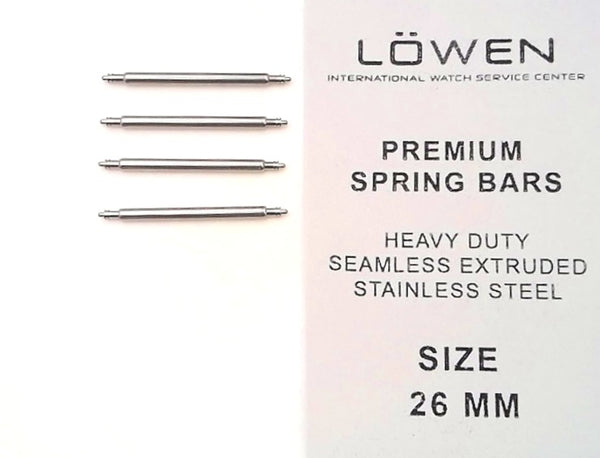 LÖWEN
INTERNATIONAL WATCH SERVICE CENTER
PREMIUM
SPRING BARS
HEAVY DUTY
SEAMLESS EXTRUDED
STAINLESS STEEL
SIZE
26 MM